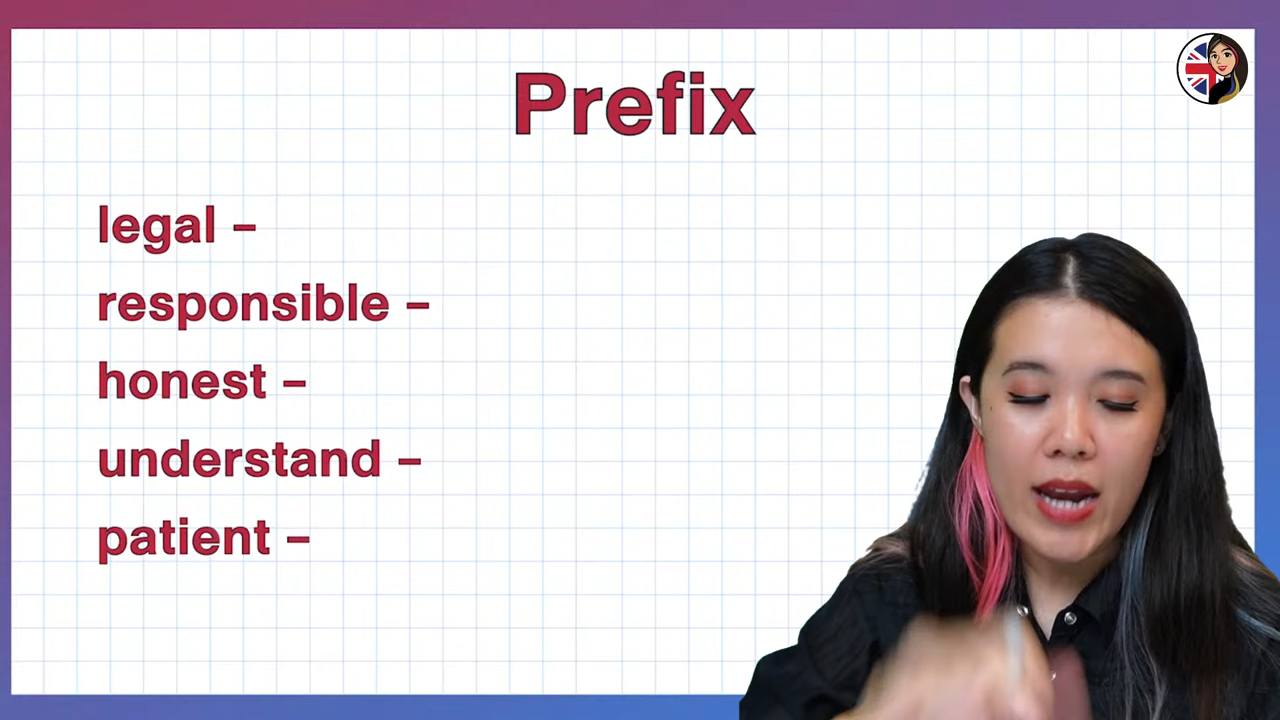 Prefix
legal –
responsible –
honest –
understand –
patient –